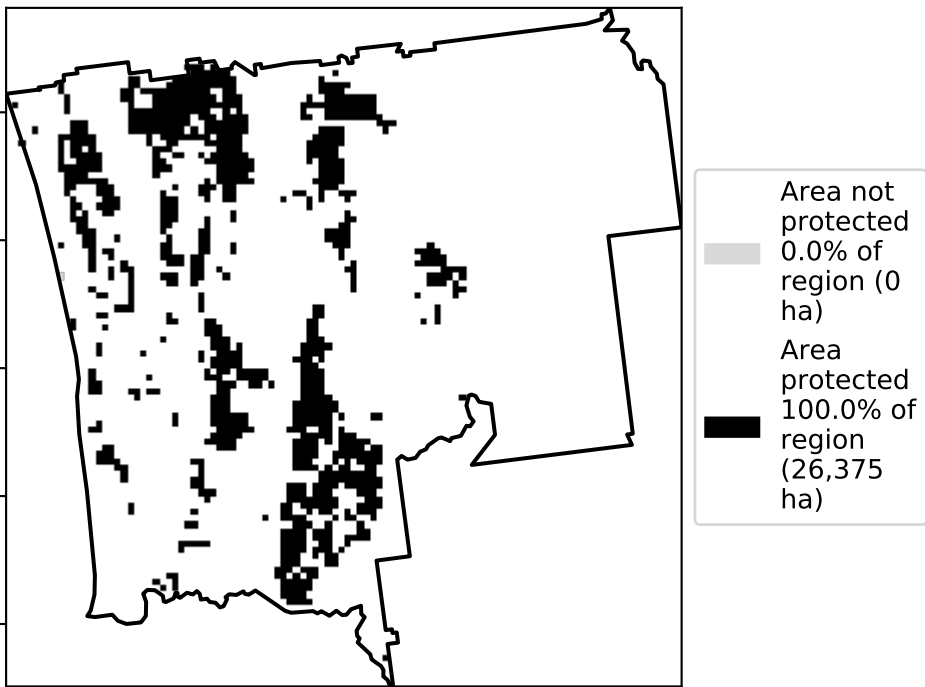 Area not
protected
0.0% of
region (0
ha)
Area
protected
100.0% of
region
(26,375
ha)